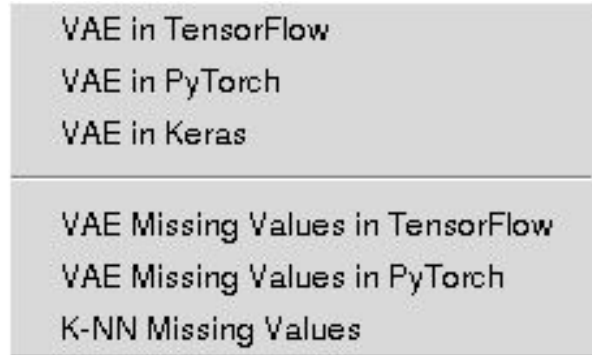 VAE in TensorFlow
VAE in PyTorch
VAE in Keras
VAE Missing Values in TensorFlow
VAE Missing Values in PyTorch
K-NN Missing Values